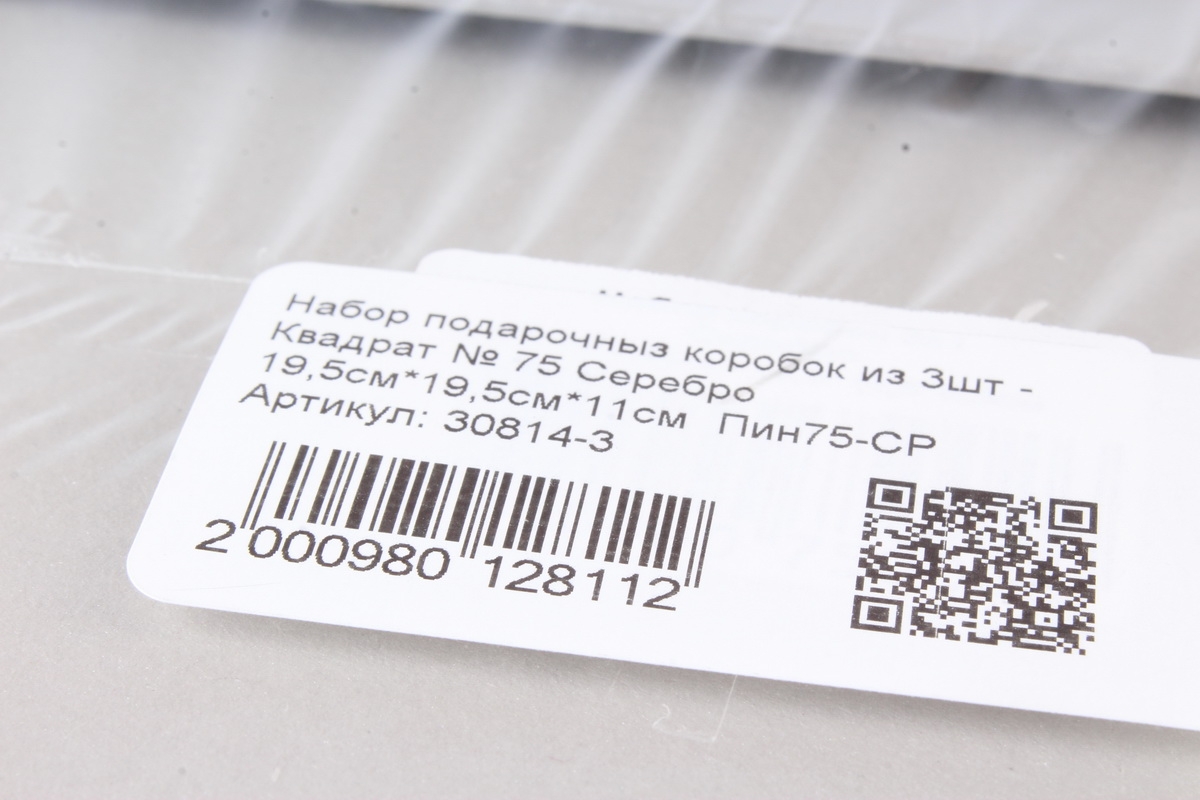 Набор подарочныз коробок из 3шт -
Квадрат № 75 Серебро
19,5см*19,5см*11см Пин75-СР
Артикул: 30814-3
2 000980 128112